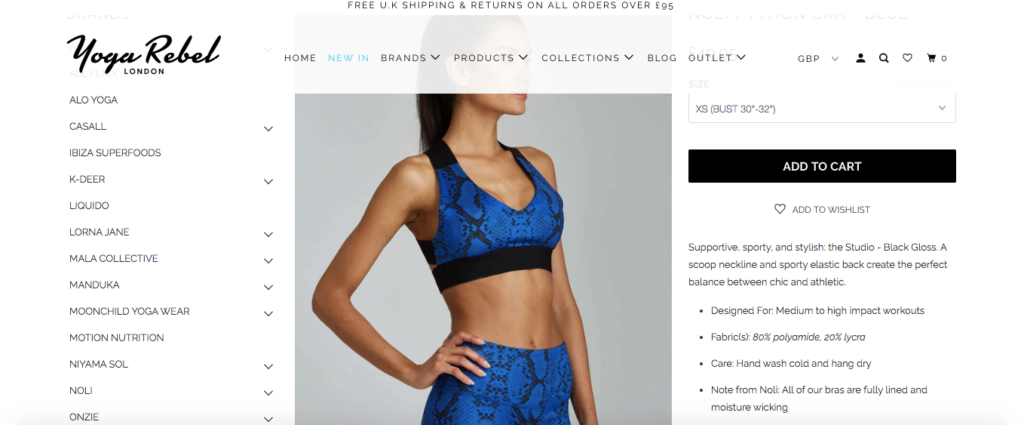 FREE U.K SHIPPING & RETURNS ON ALL ORDERS OVER £95
Yoga Rebel
LONDON
HOME NEW IN BRANDS PRODUCTS COLLECTIONS BLOG OUTLET GBP 0
BRANDS
ALO YOGA
CASALL
IBIZA SUPERFOODS
K-DEER
LIQUIDO
LORNA JANE
MALA COLLECTIVE
MANDUKA
MOONCHILD YOGA WEAR
MOTION NUTRITION
NIYAMA SOL
NOLI
ONZIE
SIZE
XS (BUST 30"-32")
ADD TO CART
ADD TO WISHLIST
Supportive, sporty, and stylish: the Studio - Black Gloss. A
scoop neckline and sporty elastic back create the perfect
balance between chic and athletic.
Designed For: Medium to high impact workouts
Fabric(s): 80% polyamide, 20% lycra
Care: Hand wash cold and hang dry
Note from Noli: All of our bras are fully lined and
moisture wicking